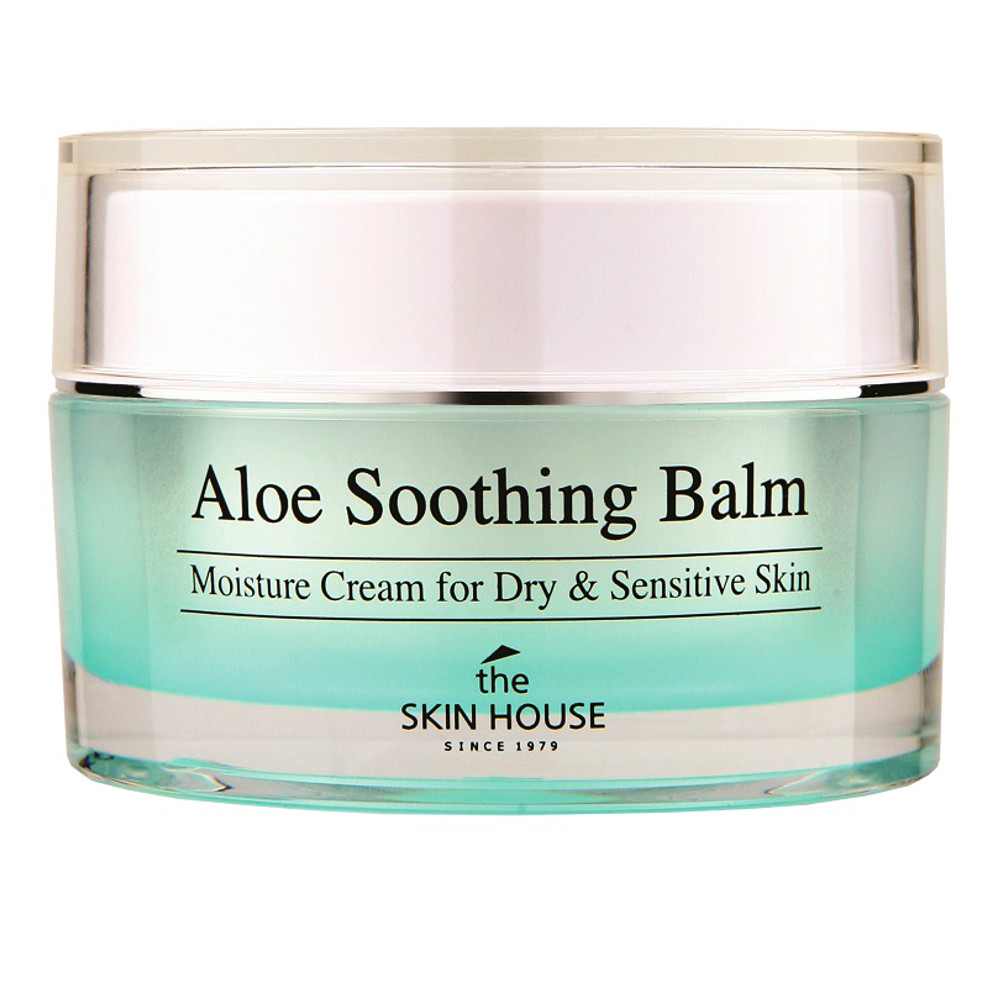 Aloe Soothing Balm
Moisture Cream for Dry & Sensitive Skin
the
SKIN HOUSE
SINCE 1979